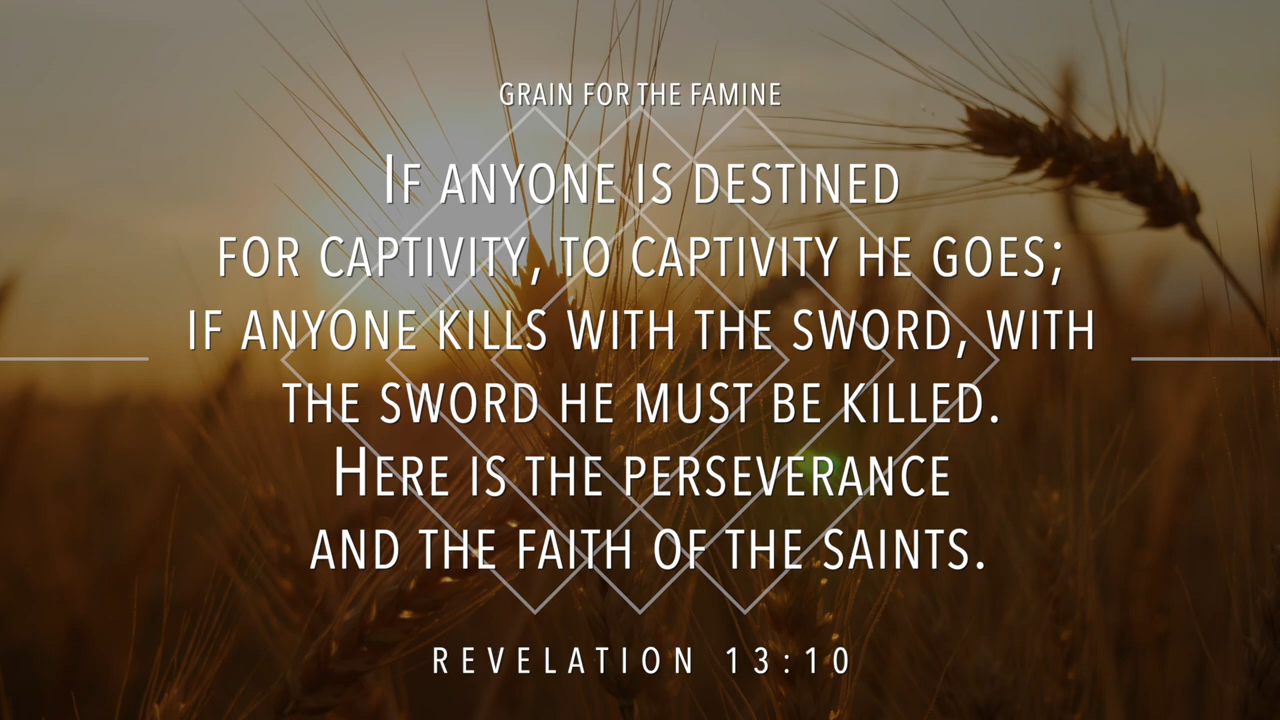 GRAIN FOR THE FAMINE
IF ANYONE IS DESTINED
FOR CAPTIVITY, TO CAPTIVITY HE GOES;
IF ANYONE KILLS WITH THE SWORD, WITH
THE SWORD HE MUST BE KILLED.
HERE IS THE PERSEVERANCE
AND THE FAITH OF THE SAINTS.
REVELATION 13:10